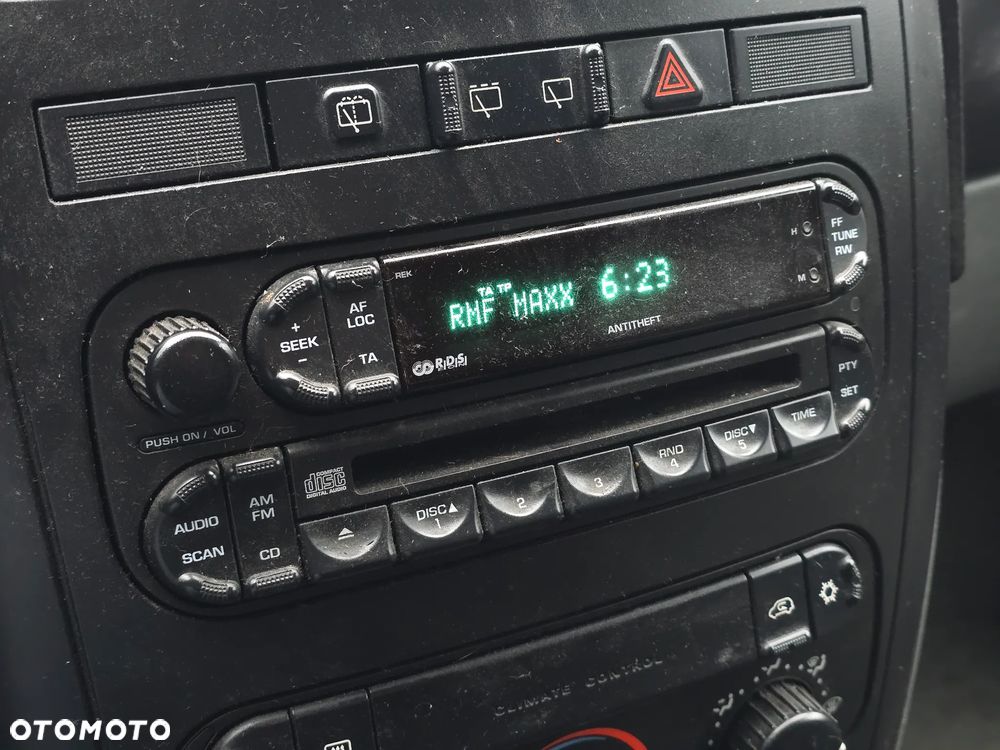 REK
TA TP
RMF MAXX 6:23
H
M
ANTITHEFT
RDS
FF
TUNE
RW
+
SEEK
-
AF
LOC
TA
PUSH ON / VOL
AUDIO
SCAN
AM
FM
CD
COMPACT
disc
DIGITAL AUDIO
DISC▲
1
2
3
RND
4
DISC▼
5
TIME
PTY
SET
CLIMATE CONTROL
OTOMOTO